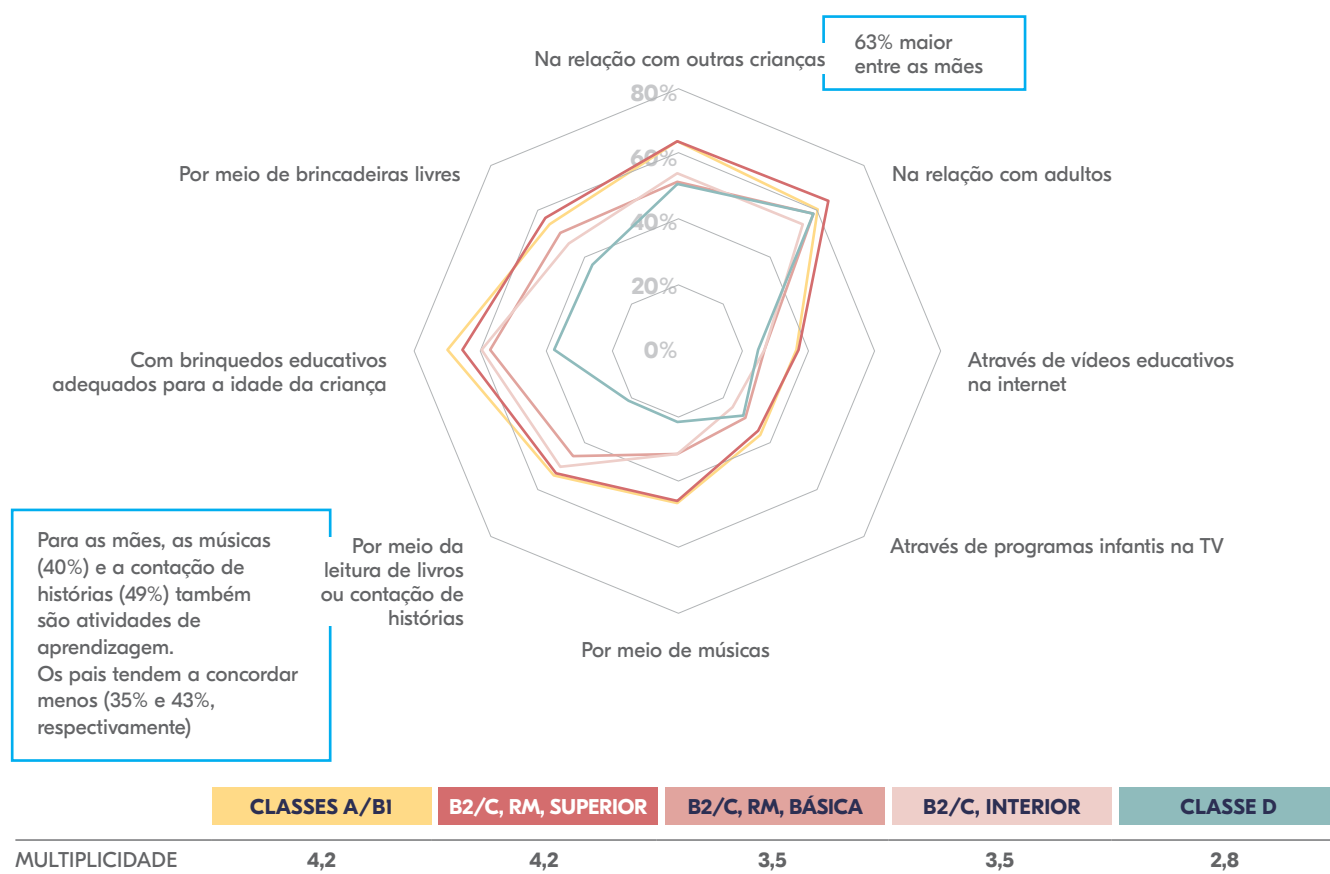 63% maior
entre as mães
Na relação com outras crianças
80%
60%
40%
20%
0%
Por meio de brincadeiras livres
Na relação com adultos
Com brinquedos educativos
adequados para a idade da criança
Através de vídeos educativos
na internet
Por meio da
leitura de livros
ou contação de
histórias
Através de programas infantis na TV
Por meio de músicas
Para as mães, as músicas
(40%) e a contação de
histórias (49%) também
são atividades de
aprendizagem.
Os pais tendem a concordar
menos (35% e 43%,
respectivamente)
CLASSES A/B1 B2/C, RM, SUPERIOR B2/C, RM, BÁSICA B2/C, INTERIOR CLASSE D
MULTIPLICIDADE 4,2 4,2 3,5 3,5 2,8